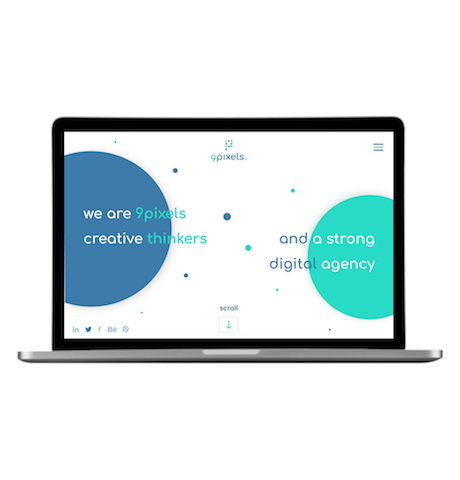 9pixels.
we are 9pixels
creative thinkers
and a strong
digital agency
scroll
in f Bē